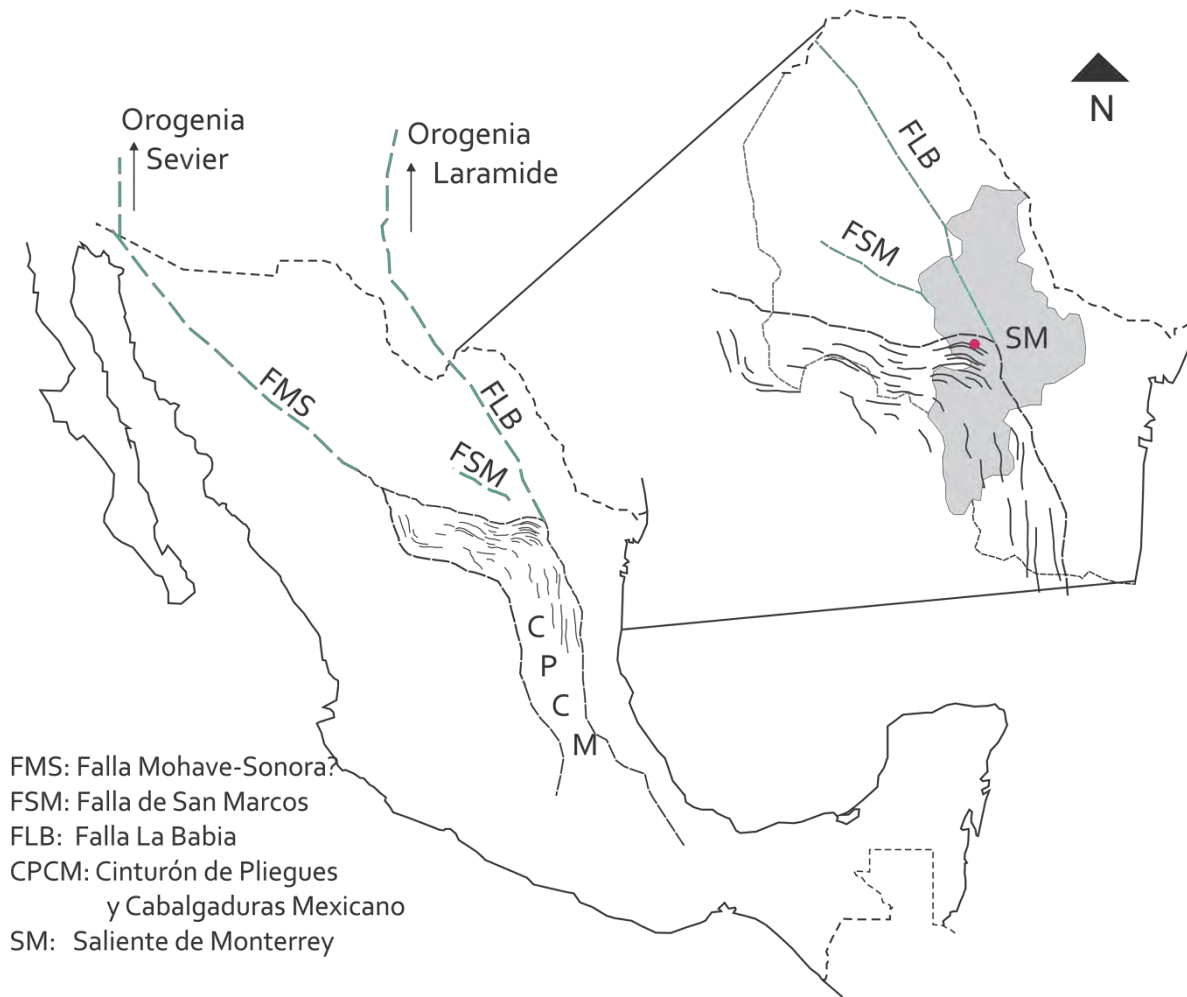 Orogenia
Sevier
Orogenia
Laramide
FMS
FLB
FSM
C
P
C
M
FLB
FSM
SM
N
FMS: Falla Mohave-Sonora?
FSM: Falla de San Marcos
FLB: Falla La Babia
CPCM: Cinturón de Pliegues
y Cabalgaduras Mexicano
SM: Saliente de Monterrey